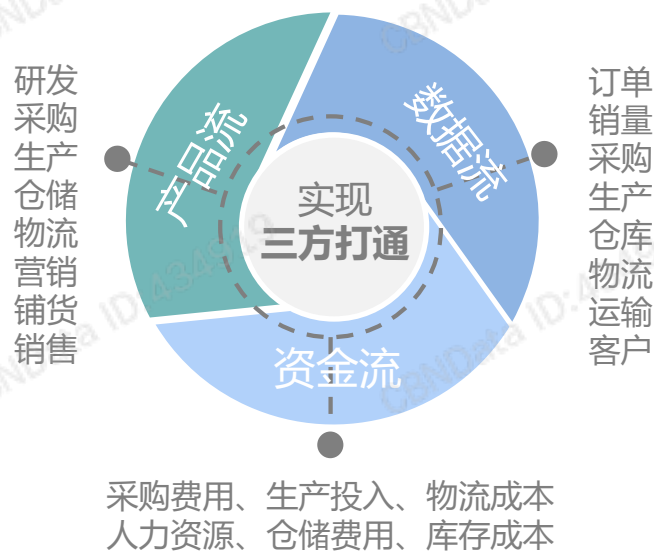 研发
采购
生产
仓储
物流
营销
铺货
销售
产品流
数据流
实现
三方打通
资金流
订单
销量
采购
生产
仓库
物流
运输
客户
采购费用、生产投入、物流成本
人力资源、仓储费用、库存成本